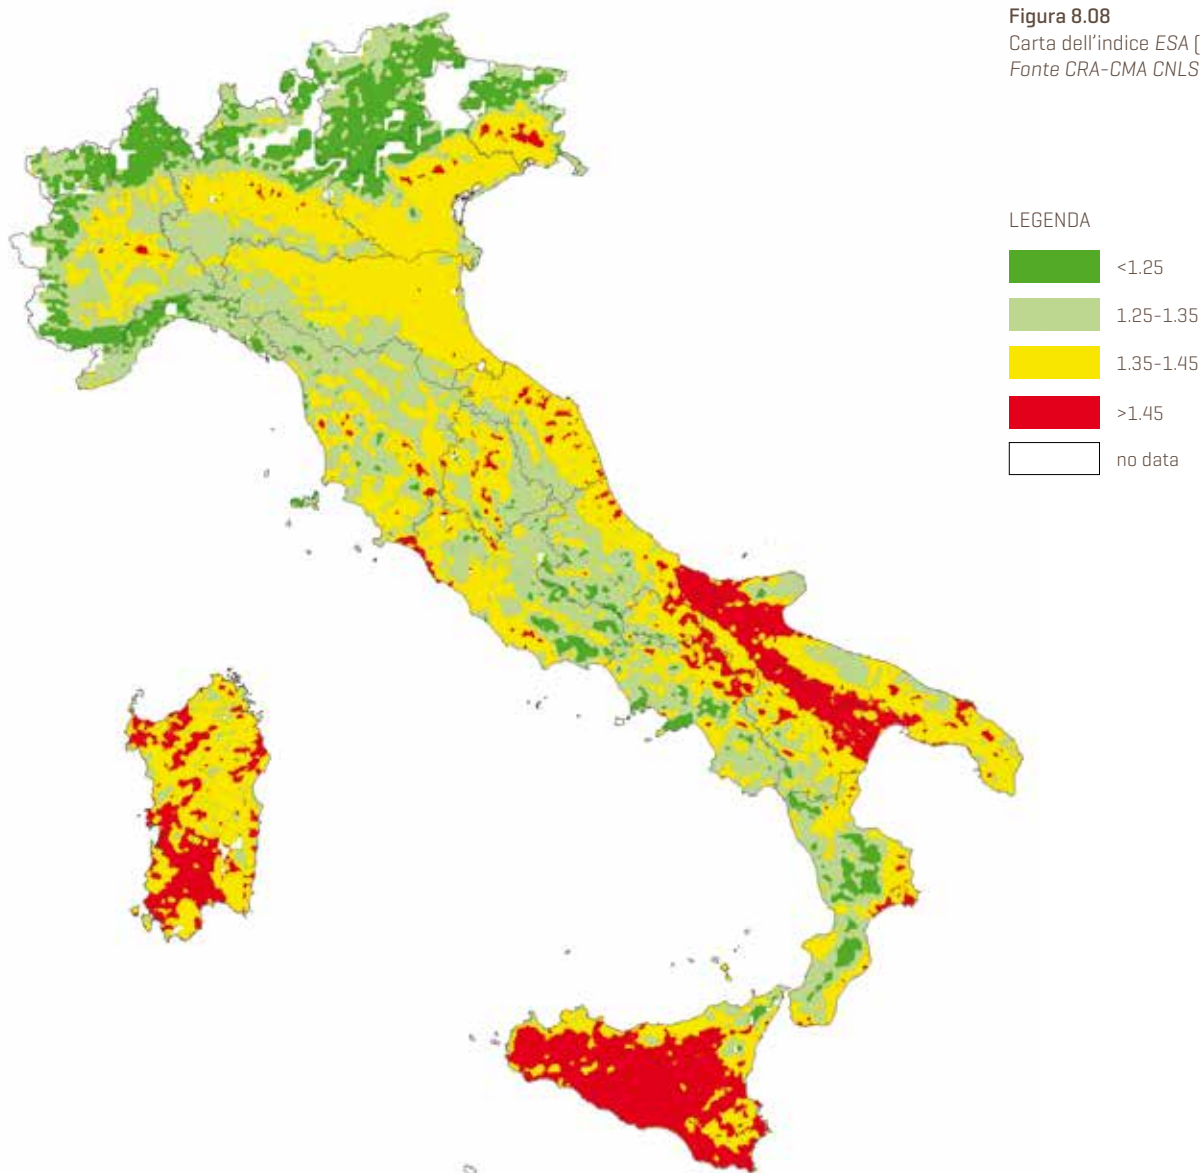 Figura 8.08
Carta dell'indice ESA [
Fonte CRA-CMA CNLS
LEGENDA
<1.25
1.25-1.35
1.35-1.45
>1.45
no data